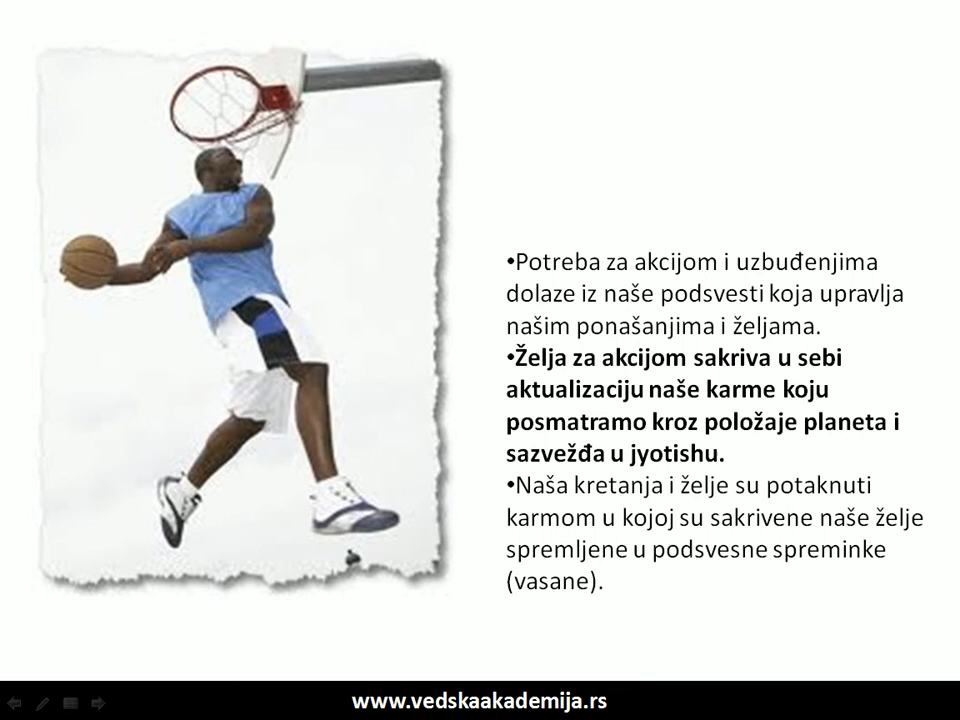 •Potreba za akcijom i uzbuđenjima
dolaze iz naše podsvesti koja upravlja
našim ponašanjima i željama.
•Želja za akcijom sakriva u sebi
aktualizaciju naše karme koju
posmatramo kroz položaje planeta i
sazvežđa u jyotishu.
•Naša kretanja i želje su potaknuti
karmom u kojoj su sakrivene naše želje
spremljene u podsvesne spreminke
(vasane).
www.vedskaakademija.rs